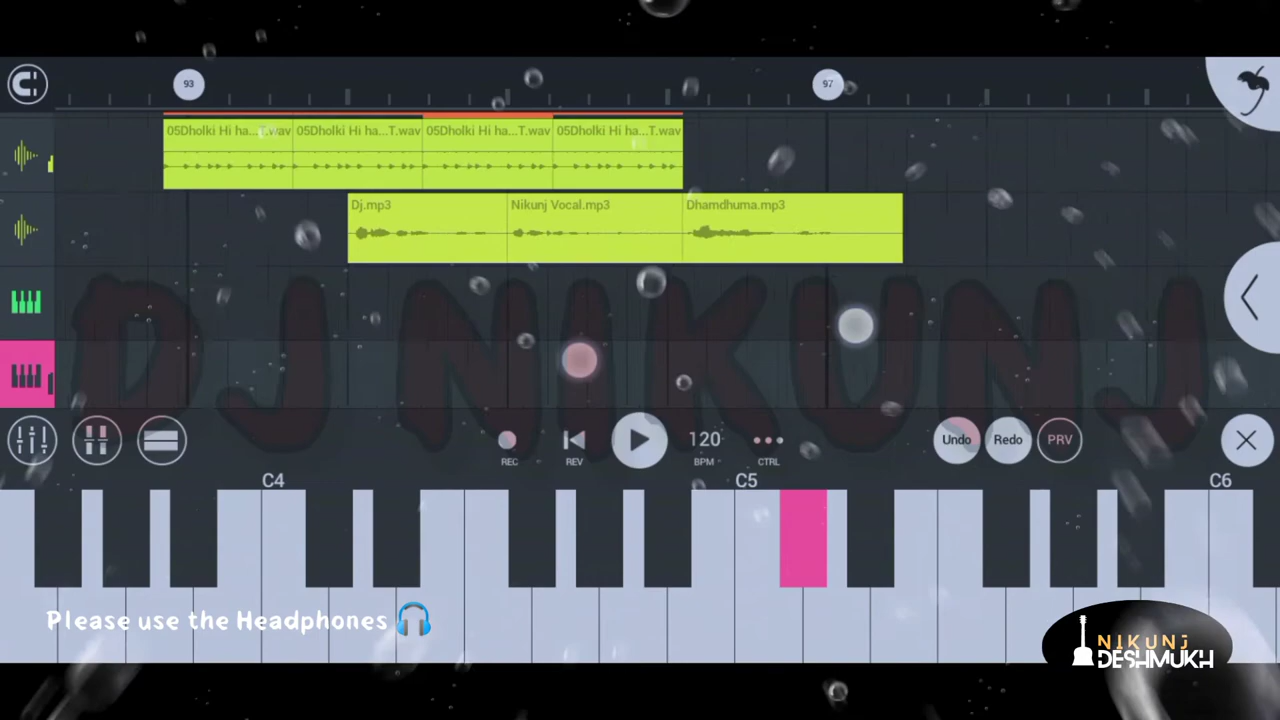 93
97
05Dholki Hi ha...T.wav
05Dholki Hi ha...T.wav
05Dholki Hi ha...T.wav
05Dholki Hi ha...T.wav
Dj.mp3
Nikunj Vocal.mp3
Dhamdhuma.mp3
DJ NIKUNJ
REC
REV
120
BPM
CTRL
Undo
Redo
PRV
C4
C5
C6
Please use the Headphones 🎧
NIKUNJ
DESHMUKH